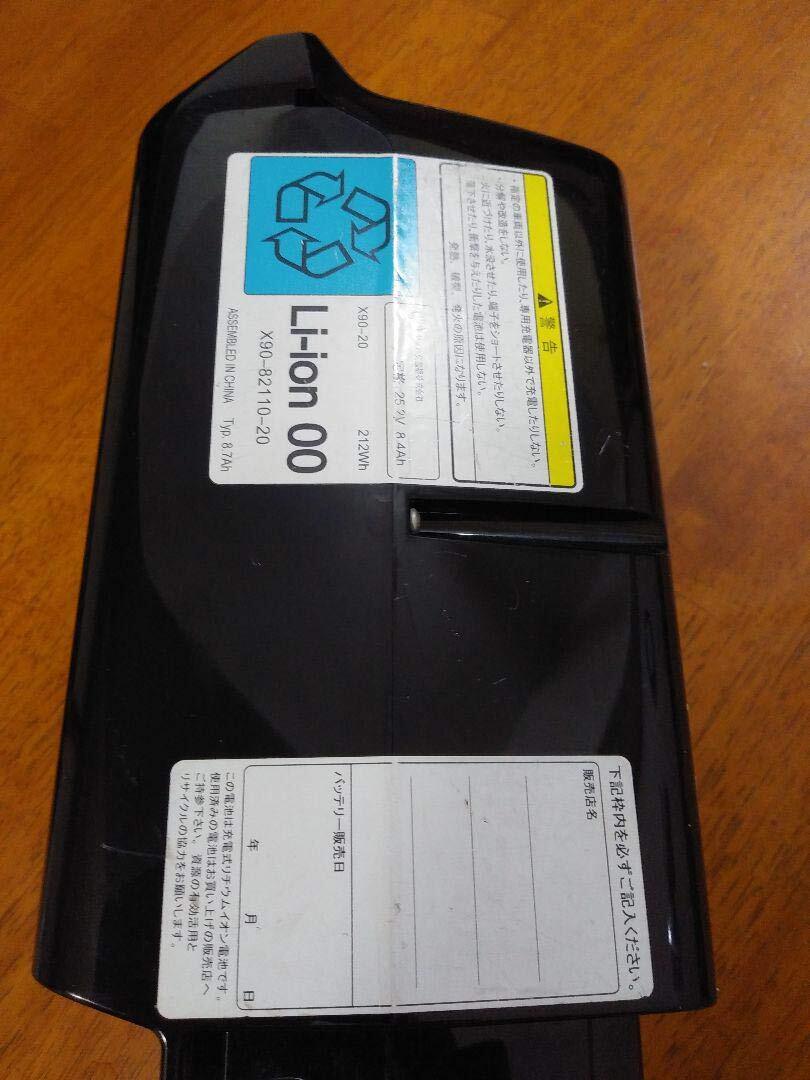 警告
・指定の車両以外に使用したり、専用充電器以外で充電したりしない。
・分解や改造をしない。
・火に近づけたり、水没させたり、端子をショートさせたりしない。
落下させたり、衝撃を与えたりした電池は使用しない。
発熱、破裂、発火の原因になります。
定格 25.2V 8.4Ah
X90-20 212Wh
Li-ion 00
X90-82110-20
ASSEMBLED IN CHINA Typ. 8.7Ah
下記枠内を必ずご記入ください。
販売店名
バッテリー販売日
年 月 日
この電池は充電式リチウムイオン電池です。
使用済みの電池はお買い上げの販売店へ
ご持参下さい。資源の有効活用と
リサイクルの協力をお願いします。